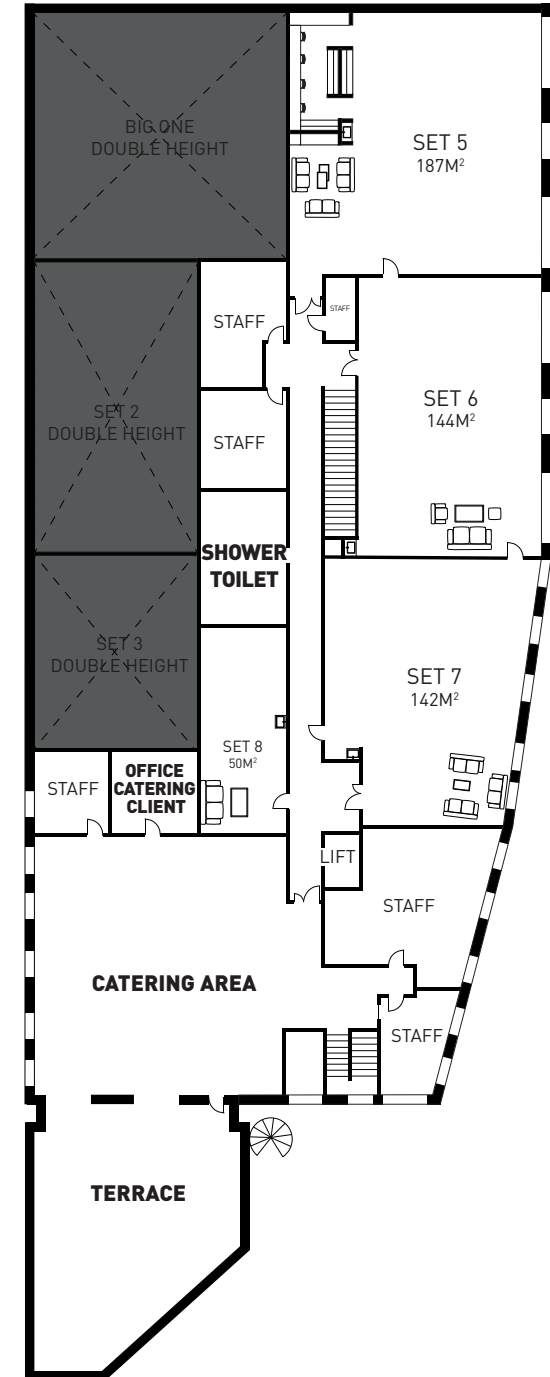 BIG ONE
DOUBLE HEIGHT
SET 5
187M²
STAFF
STAFF
SET 6
144M²
SET 2
DOUBLE HEIGHT
STAFF
SHOWER
TOILET
SET 3
DOUBLE HEIGHT
SET 7
142M²
SET 8
50M²
STAFF
OFFICE
CATERING
CLIENT
LIFT
STAFF
CATERING AREA
STAFF
TERRACE